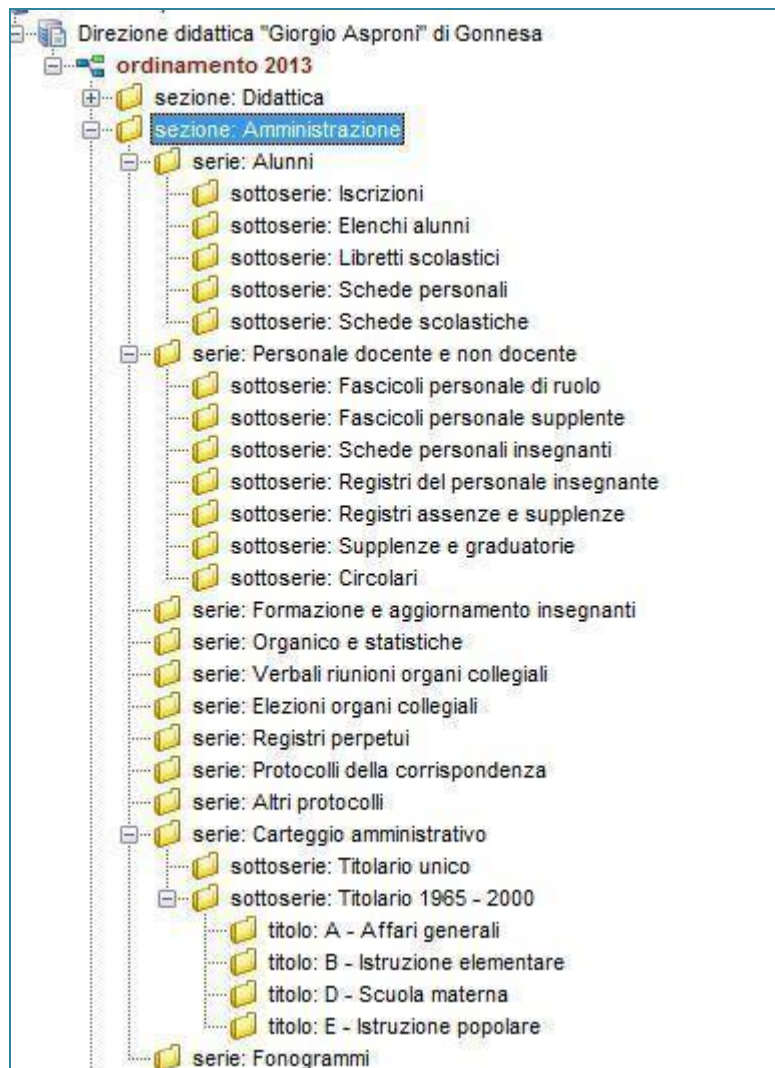 Direzione didattica "Giorgio Asproni" di Gonnesa
ordinamento 2013
sezione: Didattica
sezione: Amministrazione
serie: Alunni
sottoserie: Iscrizioni
sottoserie: Elenchi alunni
sottoserie: Libretti scolastici
sottoserie: Schede personali
sottoserie: Schede scolastiche
serie: Personale docente e non docente
sottoserie: Fascicoli personale di ruolo
sottoserie: Fascicoli personale supplente
sottoserie: Schede personali insegnanti
sottoserie: Registri del personale insegnante
sottoserie: Registri assenze e supplenze
sottoserie: Supplenze e graduatorie
sottoserie: Circolari
serie: Formazione e aggiornamento insegnanti
serie: Organico e statistiche
serie: Verbali riunioni organi collegiali
serie: Elezioni organi collegiali
serie: Registri perpetui
serie: Protocolli della corrispondenza
serie: Altri protocolli
serie: Carteggio amministrativo
sottoserie: Titolario unico
sottoserie: Titolario 1965 - 2000
titolo: A - Affari generali
titolo: B - Istruzione elementare
titolo: D - Scuola materna
titolo: E - Istruzione popolare
serie: Fonogrammi